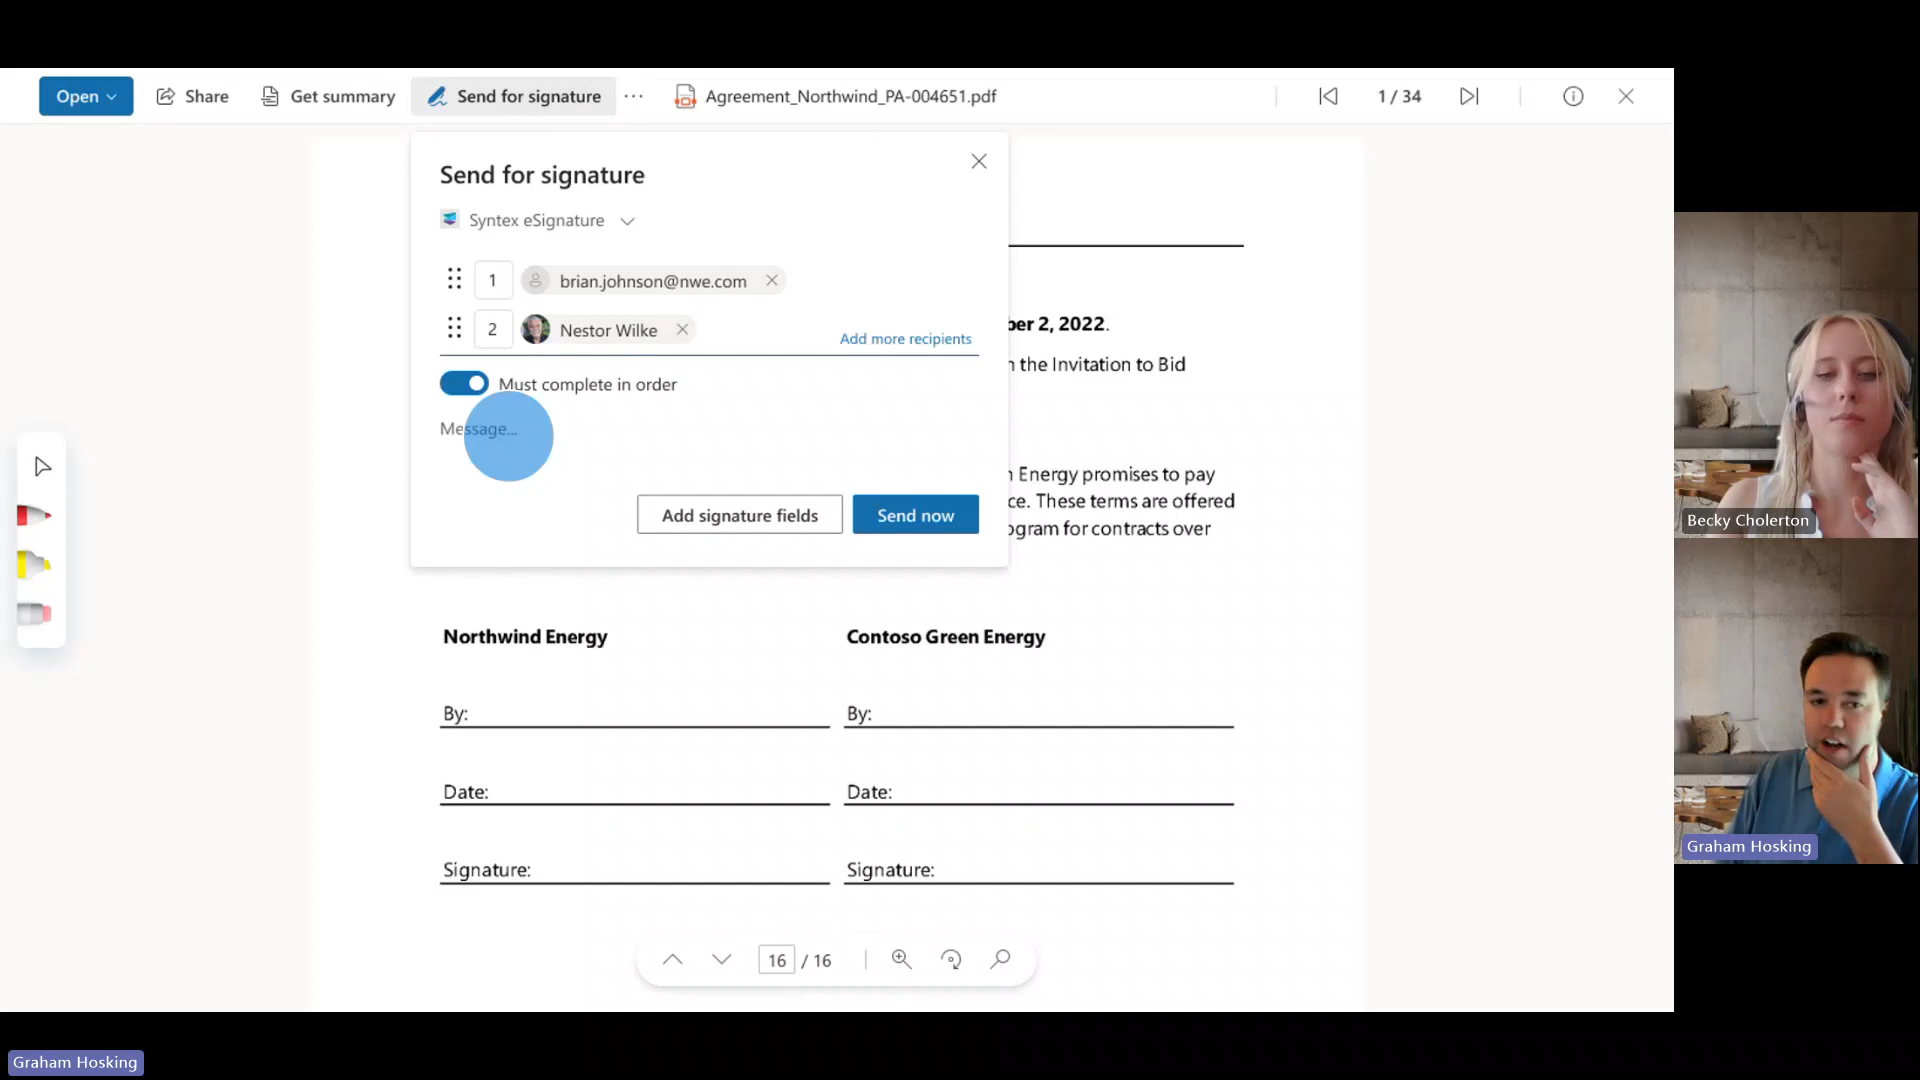 Open
Share
Get summary
Send for signature
Agreement_Northwind_PA-004651.pdf
1 / 34
Send for signature
Syntex eSignature
1
brian.johnson@nwe.com
2
Nestor Wilke
Add more recipients
Must complete in order
Message...
Add signature fields
Send now
ber 2, 2022.
the Invitation to Bid
Energy promises to pay
ce. These terms are offered
ogram for contracts over
Northwind Energy
Contoso Green Energy
By:
By:
Date:
Date:
Signature:
Signature:
16 / 16
Becky Cholerton
Graham Hosking
Graham Hosking